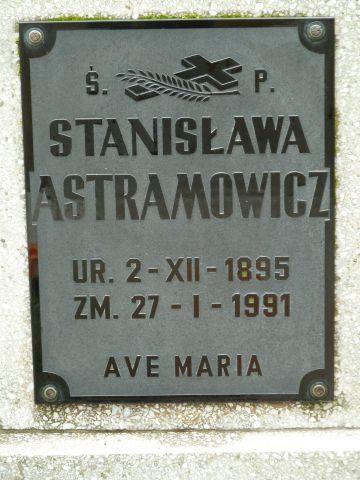 Ś. P.
STANISŁAWA
ASTRAMOWICZ
UR. 2-XII-1895
ZM. 27-I-1991
AVE MARIA